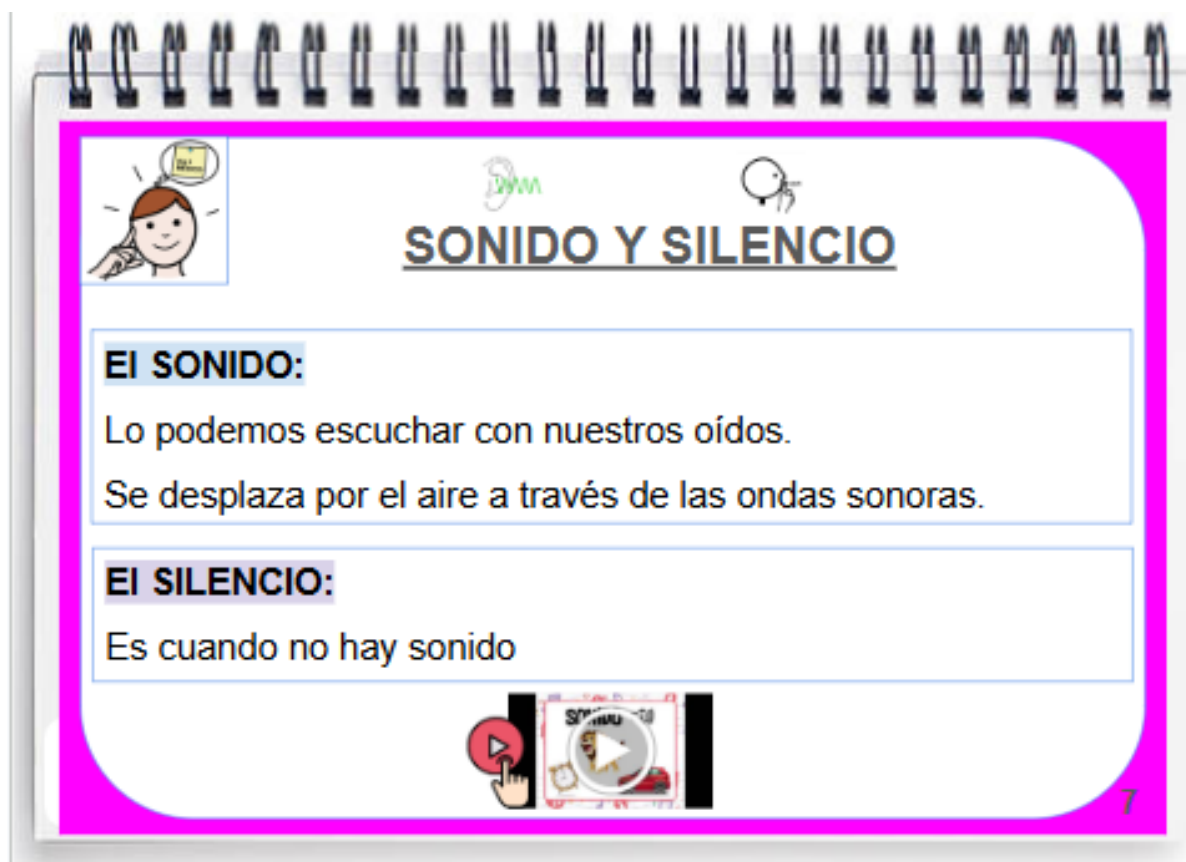 SONIDO Y SILENCIO
El SONIDO:
Lo podemos escuchar con nuestros oídos.
Se desplaza por el aire a través de las ondas sonoras.
El SILENCIO:
Es cuando no hay sonido
SONIDO
7